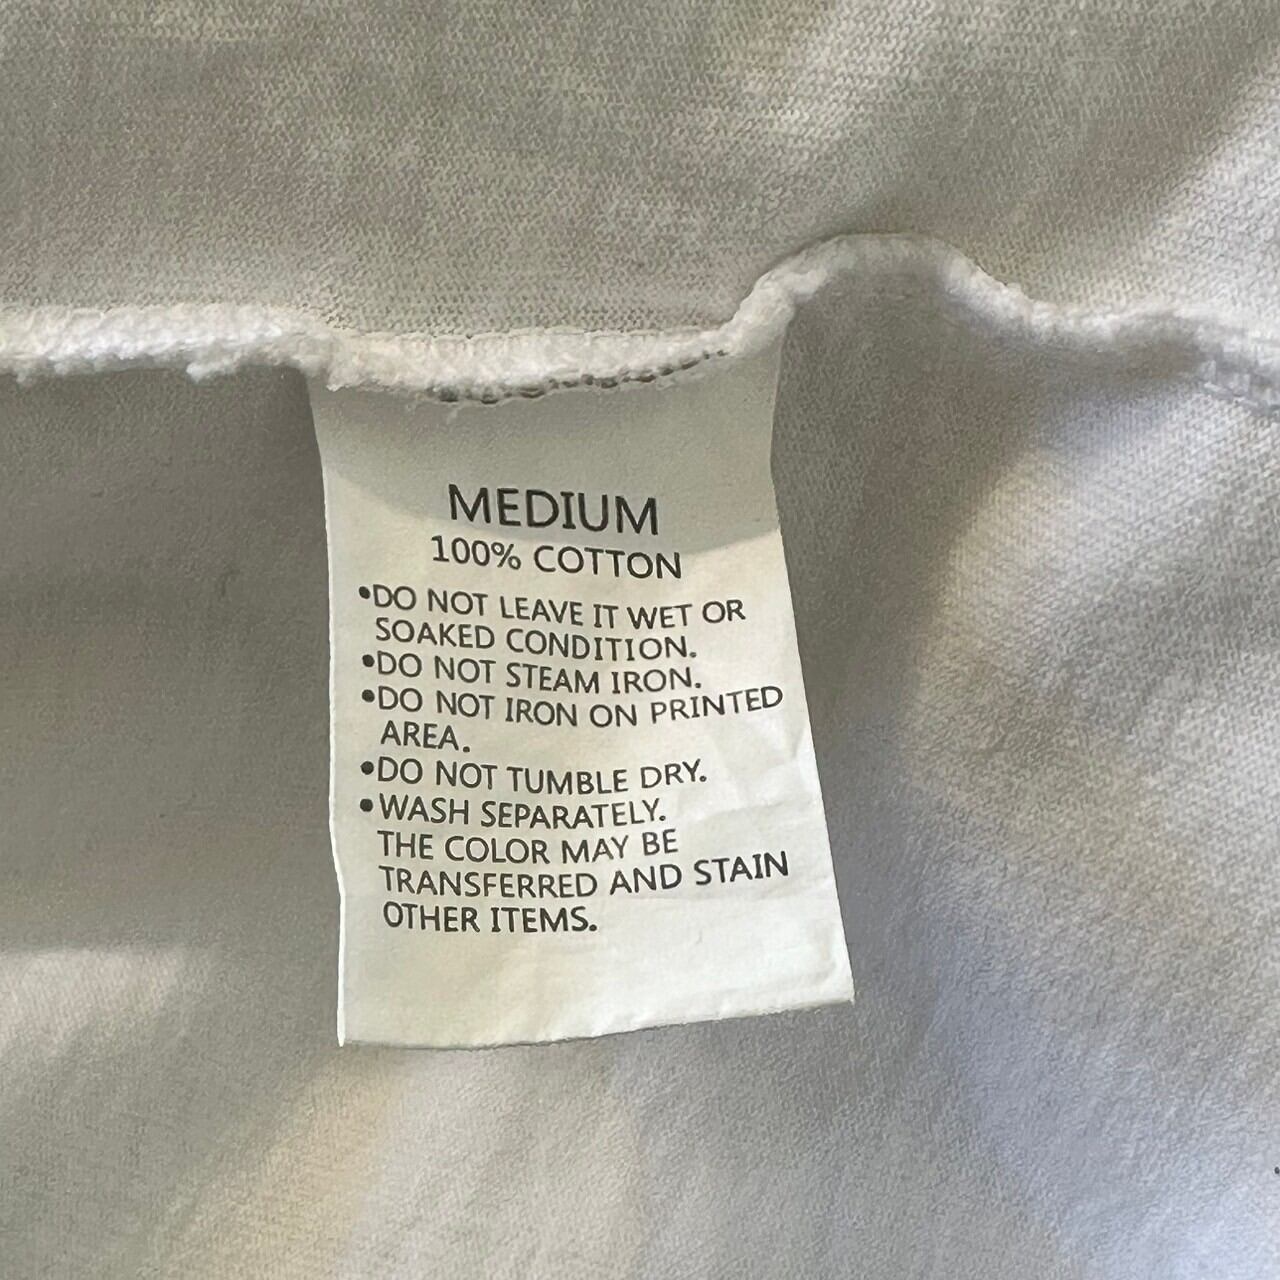 MEDIUM
100% COTTON
•DO NOT LEAVE IT WET OR
SOAKED CONDITION.
•DO NOT STEAM IRON.
•DO NOT IRON ON PRINTED
AREA.
•DO NOT TUMBLE DRY.
•WASH SEPARATELY.
THE COLOR MAY BE
TRANSFERRED AND STAIN
OTHER ITEMS.